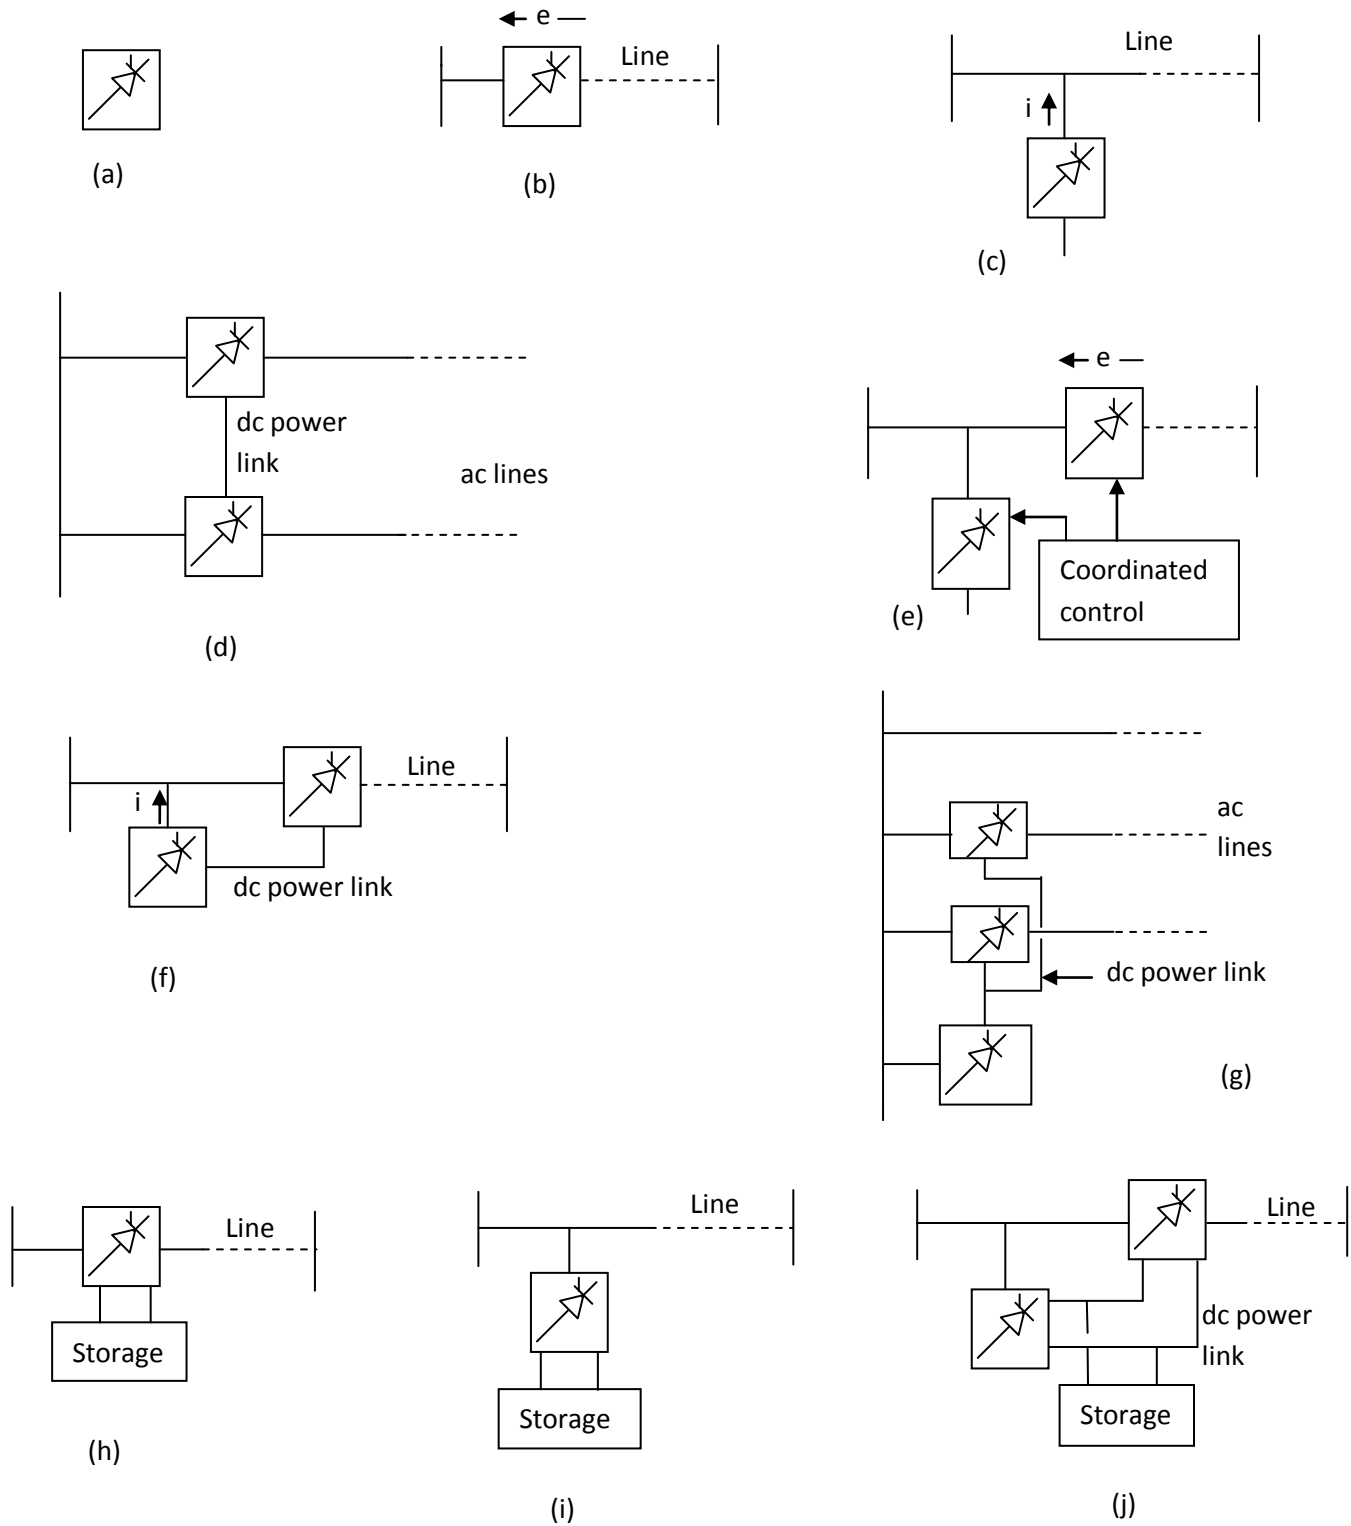 (a)
e
Line
(b)
Line
i
(c)
dc power
link
ac lines
(d)
e
Coordinated
control
(e)
Line
i
dc power link
(f)
ac
lines
dc power link
(g)
Line
Storage
(h)
Line
Storage
(i)
Line
dc power
link
Storage
(j)